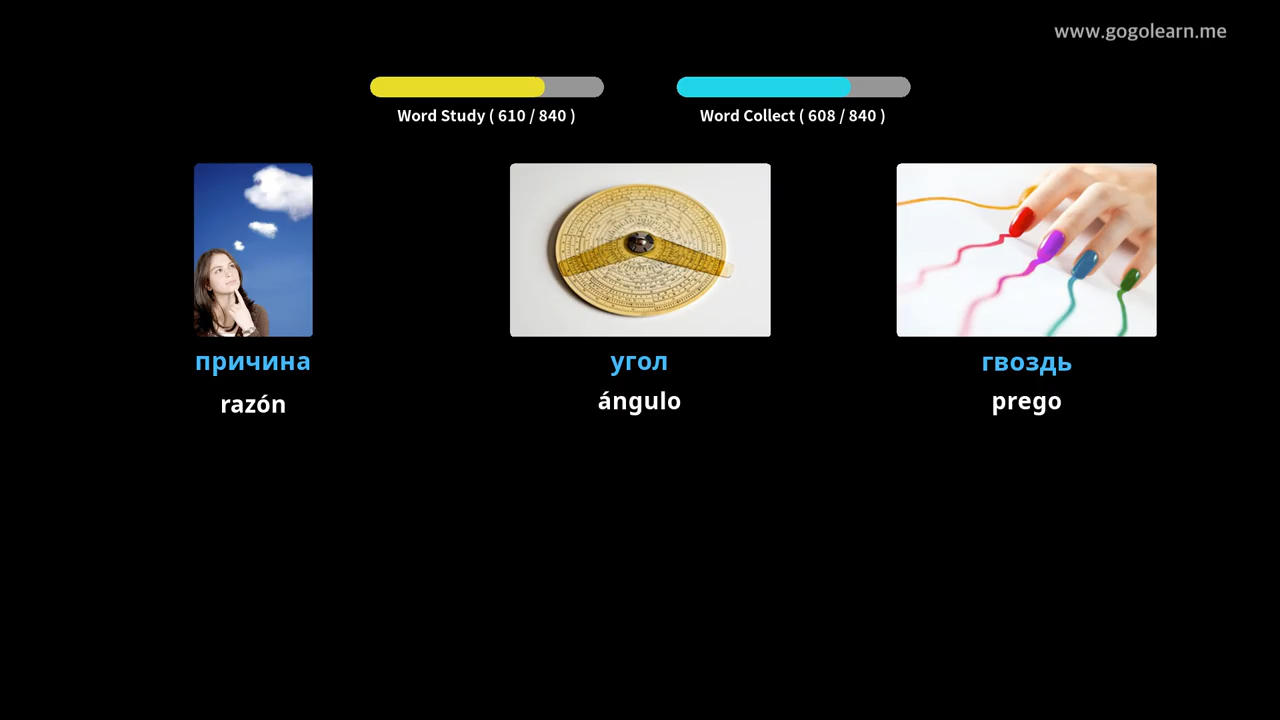 www.gogolearn.me
Word Study ( 610 / 840 )
Word Collect ( 608 / 840 )
причина
razón
угол
ángulo
гвоздь
prego